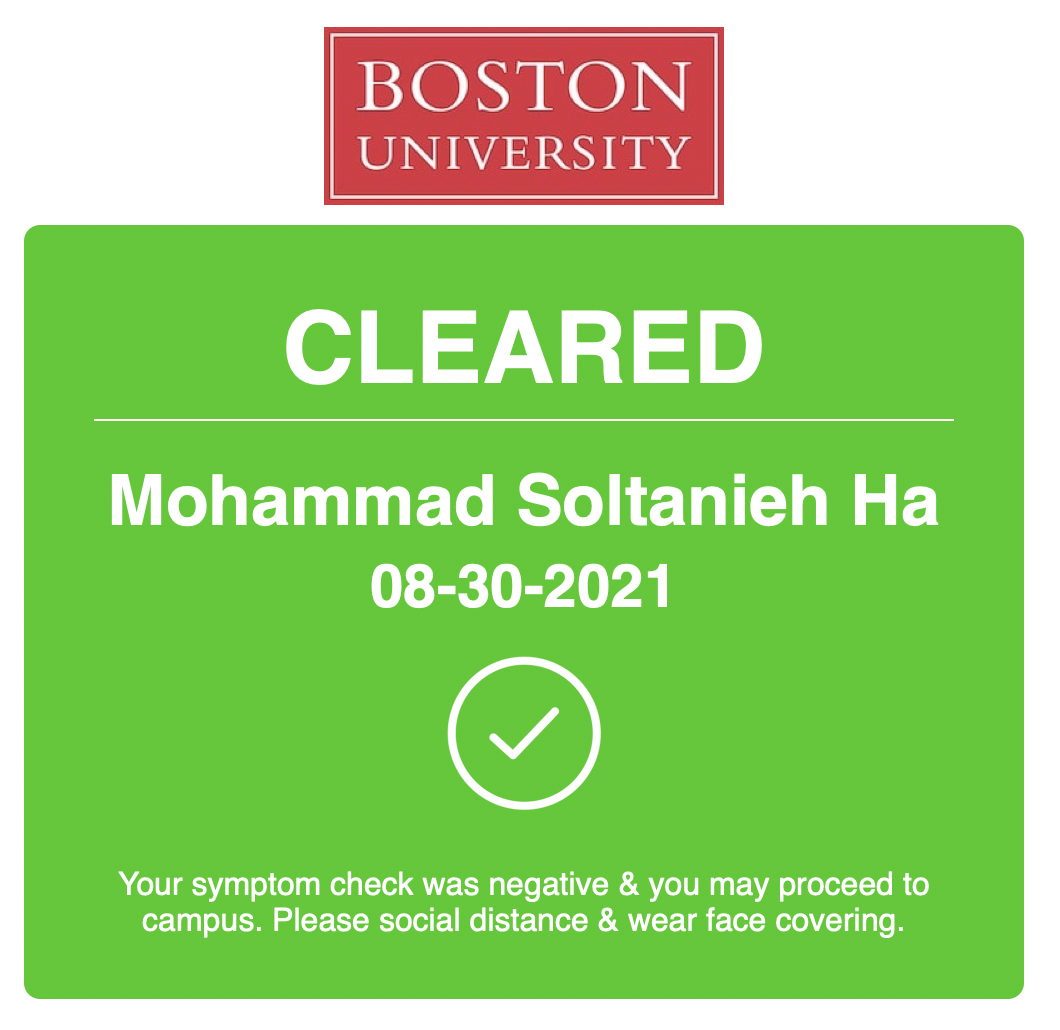 BOSTON
UNIVERSITY
CLEARED
Mohammad Soltanieh Ha
08-30-2021
Your symptom check was negative & you may proceed to
campus. Please social distance & wear face covering.